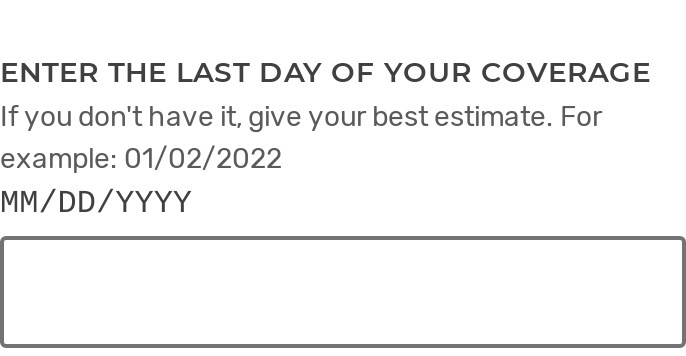 ENTER THE LAST DAY OF YOUR COVERAGE
If you don't have it, give your best estimate. For
example: 01/02/2022
MM/DD/YYYY